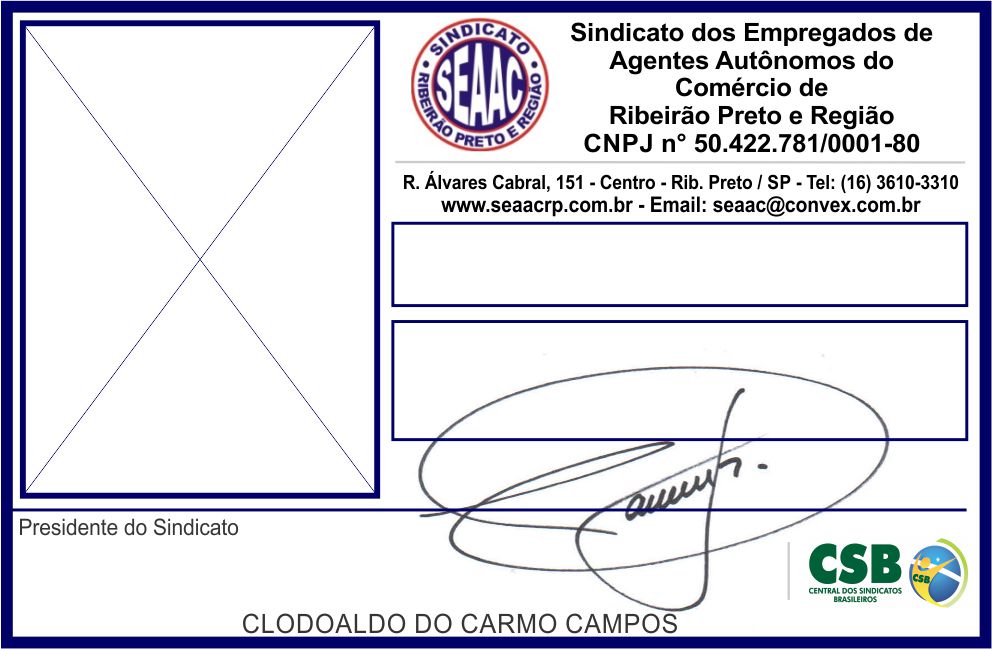 SINDICATO
SEAAC
RIBEIRÃO PRETO E REGIÃO
Sindicato dos Empregados de
Agentes Autônomos do
Comércio de
Ribeirão Preto e Região
CNPJ n° 50.422.781/0001-80
R. Álvares Cabral, 151 - Centro - Rib. Preto / SP - Tel: (16) 3610-3310
www.seaacrp.com.br - Email: seaac@convex.com.br
Presidente do Sindicato
CSB
CENTRAL DOS SINDICATOS
BRASILEIROS
CSB
CLODOALDO DO CARMO CAMPOS